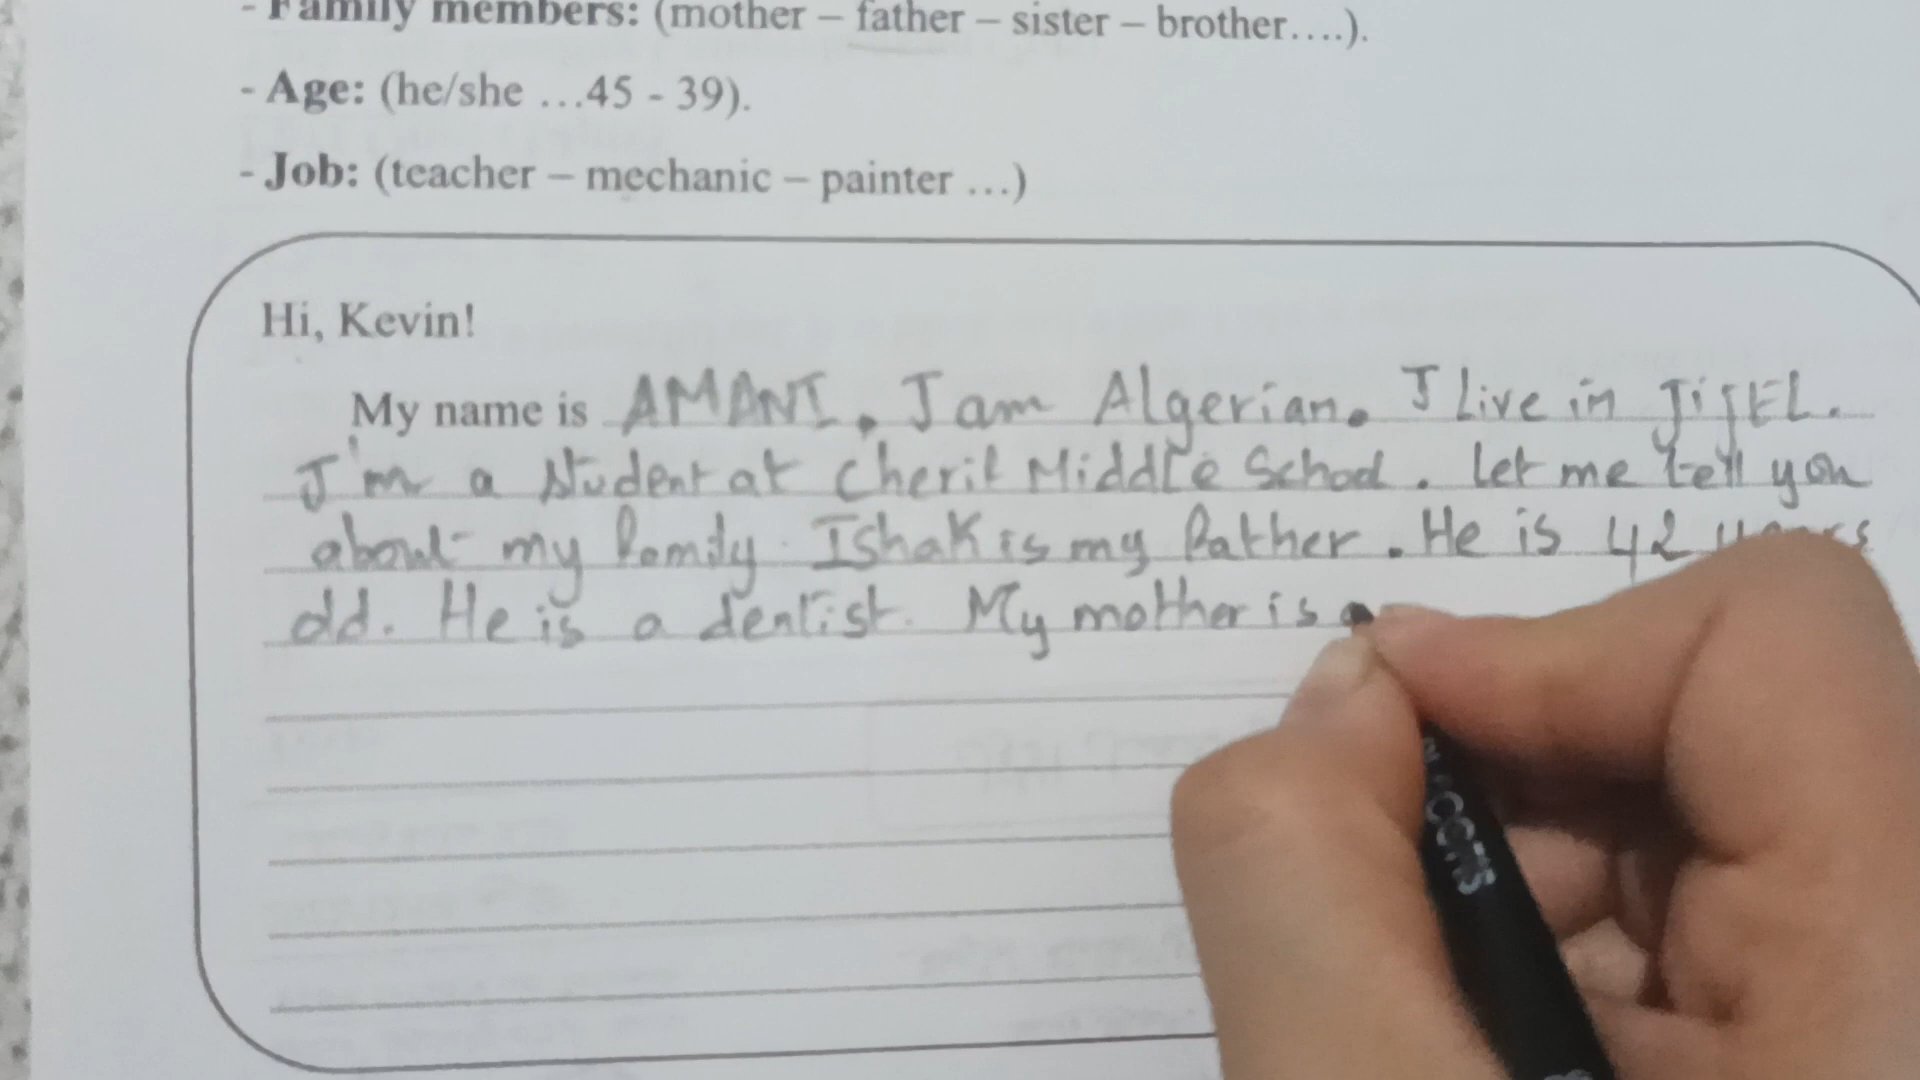 - Family members: (mother – father – sister – brother....).
- Age: (he/she ...45 - 39).
- Job: (teacher – mechanic – painter ...)
Hi, Kevin!
My name is AMANI. I am Algerian. I live in JiJEL.
I'm a student at Cherif Middle School. Let me tell you
about my family. Ishak is my father. He is 42 years
old. He is a dentist. My mother is a